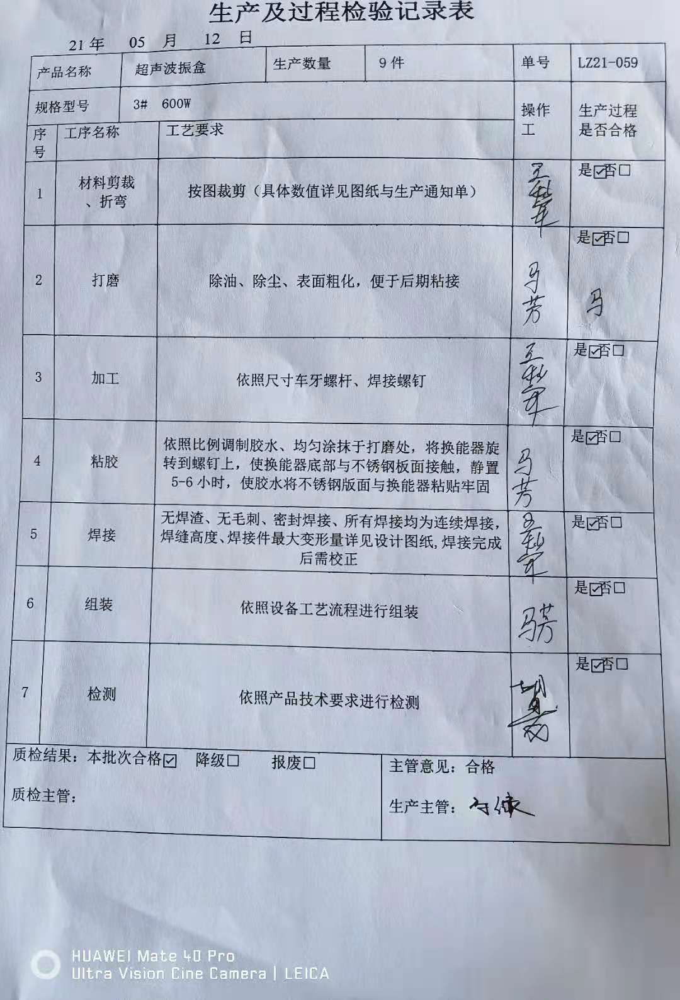 生产及过程检验记录表
21年 05 月 12 日
产品名称 超声波振盒 生产数量 9件 单号 LZ21-059
规格型号 3# 600W 操作工 生产过程是否合格
序号 工序名称 工艺要求
1 材料剪裁、折弯 按图裁剪（具体数值详见图纸与生产通知单） 是☑否□
2 打磨 除油、除尘、表面粗化，便于后期粘接 马芳 是☑否□
马
3 加工 依照尺寸车牙螺杆、焊接螺钉 是☑否□
4 粘胶 依照比例调制胶水、均匀涂抹于打磨处，将换能器旋
转到螺钉上，使换能器底部与不锈钢板面接触，静置
5-6小时，使胶水将不锈钢版面与换能器粘贴牢固
马芳 是☑否□
5 焊接 无焊渣、无毛刺、密封焊接、所有焊接均为连续焊接，
焊缝高度、焊接件最大变形量详见设计图纸,焊接完成
后需校正
是☑否□
6 组装 依照设备工艺流程进行组装 马芳 是☑否□
7 检测 依照产品技术要求进行检测 是☑否□
质检结果：本批次合格☑ 降级□ 报废□
主管意见：合格
质检主管：
生产主管：
HUAWEI Mate 40 Pro
Ultra Vision Cine Camera | LEICA